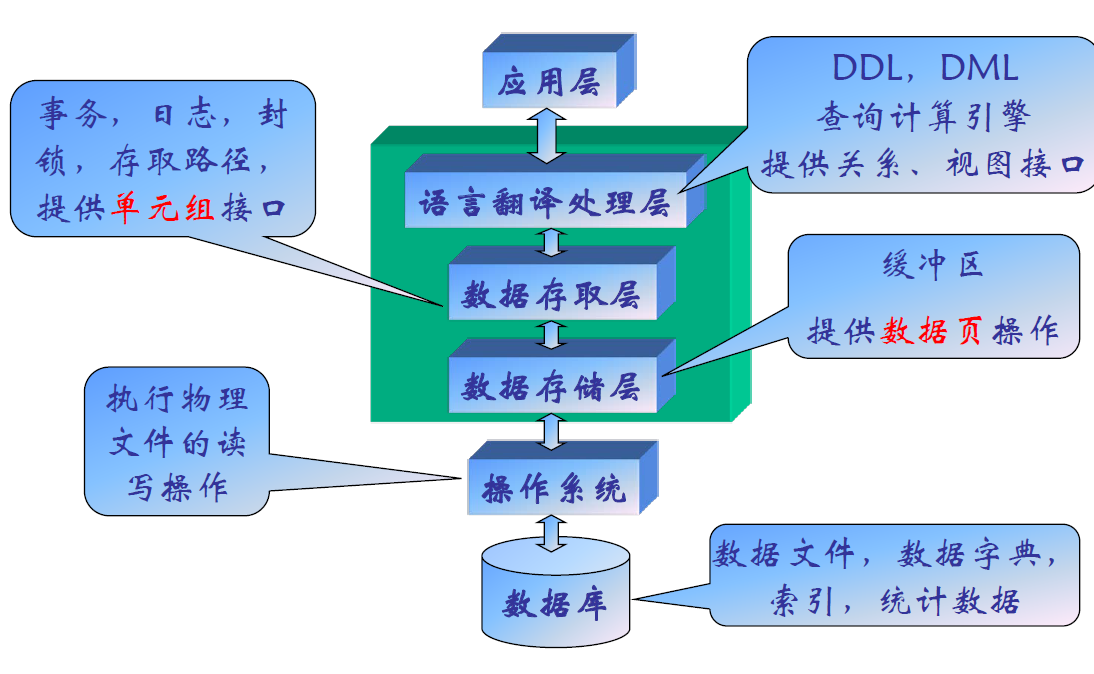 应用层
DDL，DML
查询计算引擎
提供关系、视图接口
事务，日志，封
锁，存取路径，
提供单元组接口
语言翻译处理层
数据存取层
缓冲区
提供数据页操作
数据存储层
执行物理
文件的读
写操作
操作系统
数据文件，数据字典，
索引，统计数据
数据库